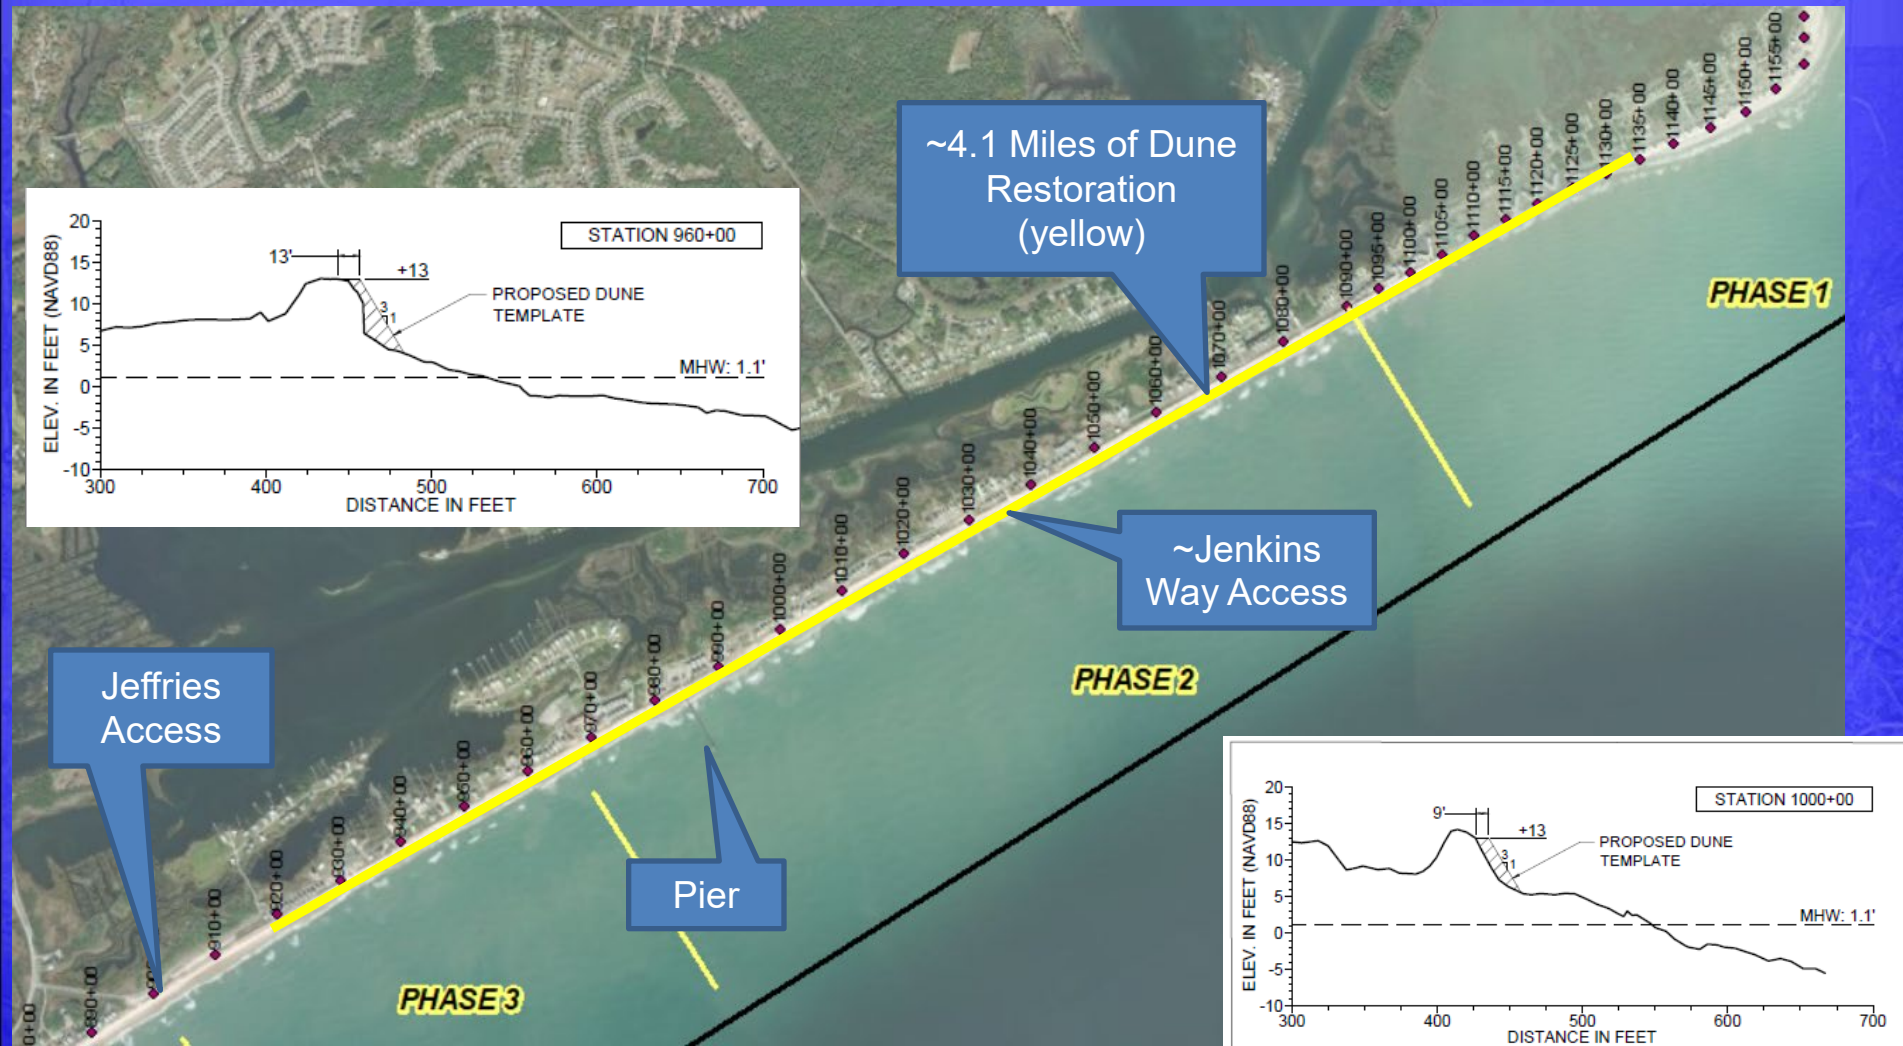 ~4.1 Miles of Dune
Restoration
(yellow)
Jeffries
Access
Pier
~Jenkins
Way Access
PHASE 1
PHASE 2
PHASE 3
890+00
910+00
920+00
930+00
940+00
950+00
960+00
970+00
980+00
990+00
1000+00
1010+00
1020+00
1030+00
1040+00
1050+00
1060+00
1070+00
1080+00
1090+00
1095+00
1100+00
1105+00
1110+00
1115+00
1120+00
1125+00
1130+00
1135+00
1140+00
1145+00
1150+00
1155+00
STATION 960+00
ELEV. IN FEET (NAVD88)
20
15
10
5
0
-5
-10
13'
+13
3
1
PROPOSED DUNE
TEMPLATE
MHW: 1.1'
300 400 500 600 700
DISTANCE IN FEET
STATION 1000+00
ELEV. IN FEET (NAVD88)
20
15
10
5
0
-5
-10
9'
+13
3
1
PROPOSED DUNE
TEMPLATE
MHW: 1.1'
300 400 500 600 700
DISTANCE IN FEET